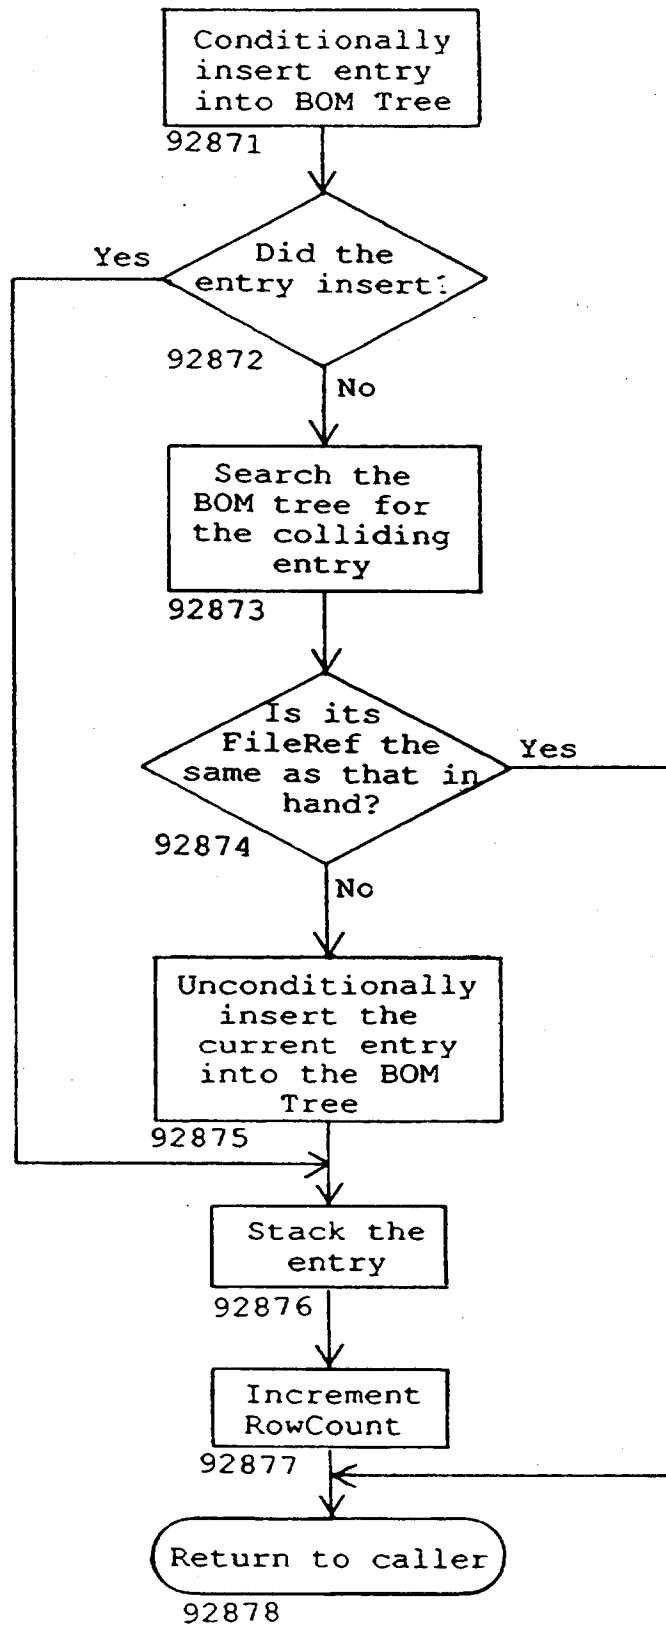 Conditionally
insert entry
into BOM Tree
92871
Yes
Did the
entry insert?
92872
No
Search the
BOM tree for
the colliding
entry
92873
Is its
FileRef the
same as that in
hand?
Yes
92874
No
Unconditionally
insert the
current entry
into the BOM
Tree
92875
Stack the
entry
92876
Increment
RowCount
92877
Return to caller
92878